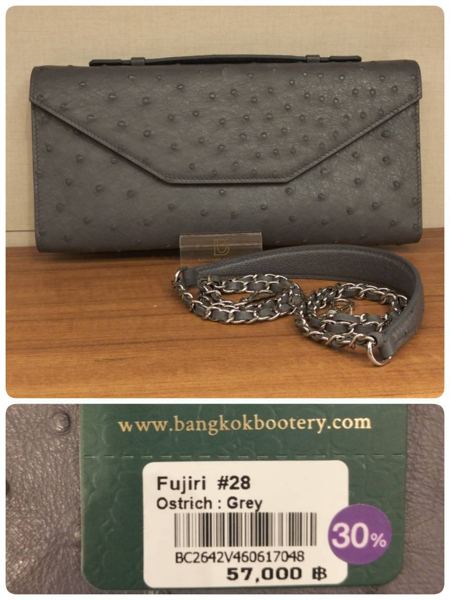 www.bangkokbootery.com
Fujiri #28
Ostrich : Grey
30%
BC2642V460617048
57,000 ฿